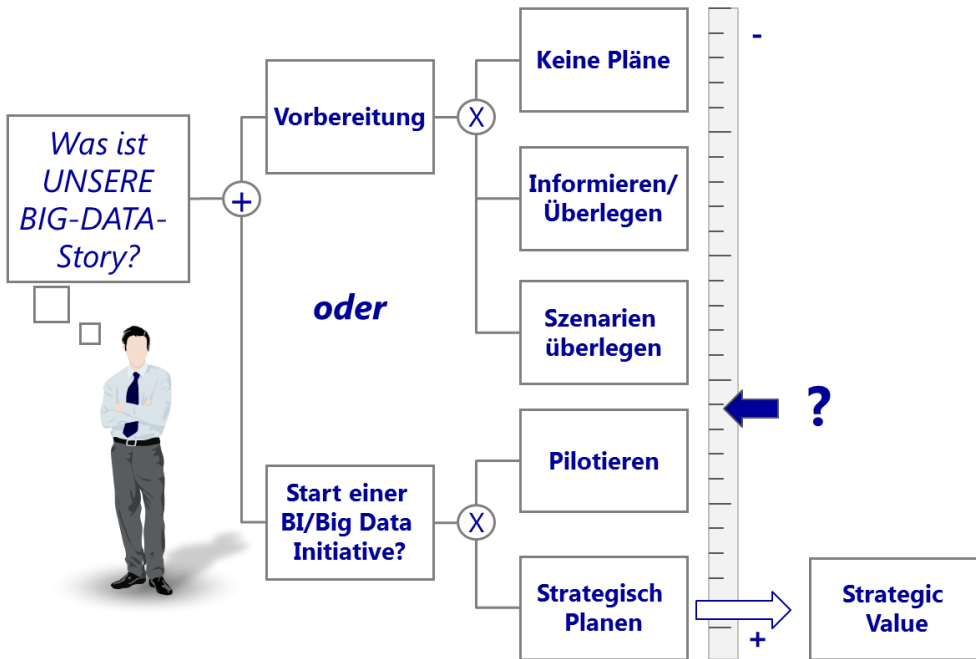 Was ist
UNSERE
BIG-DATA-
Story?
+
Vorbereitung
X
Keine Pläne
Informieren/
Überlegen
Szenarien
überlegen
oder
Start einer
BI/Big Data
Initiative?
X
Pilotieren
Strategisch
Planen
-
?
+
Strategic
Value